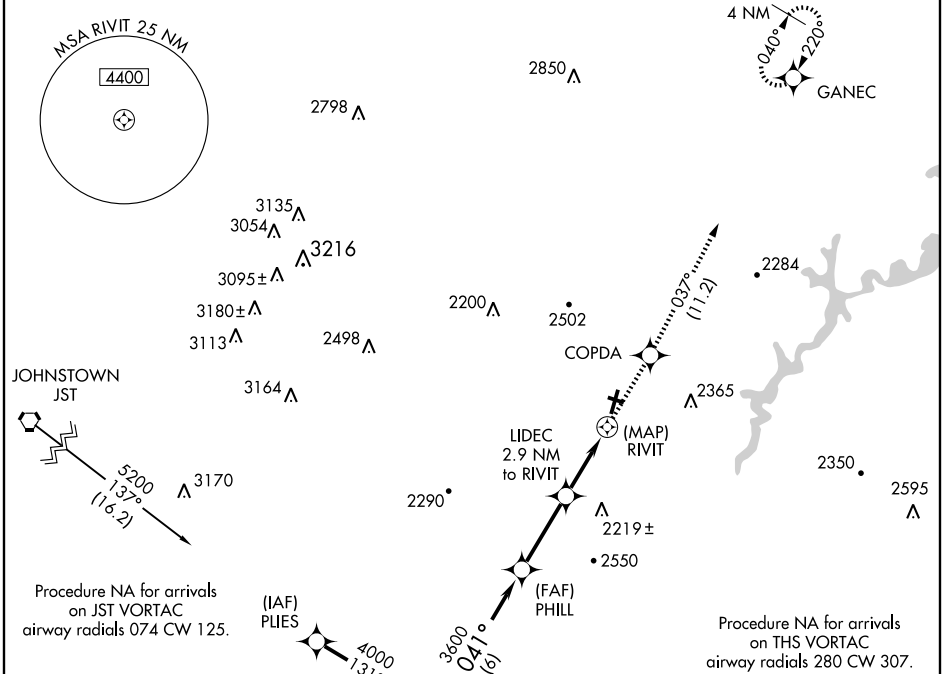 MSA RIVIT 25 NM
4400
4 NM
040°
220°
GANEC
2850
2798
3135
3054
3216
3095±
3180±
3113
2498
3164
2200
2502
2284
037°
(11.2)
COPDA
2365
JOHNSTOWN
JST
(MAP)
RIVIT
LIDEC
2.9 NM
to RIVIT
5200
137°
(16.2)
3170
2290
2350
2595
2219±
2550
(FAF)
PHILL
Procedure NA for arrivals
on JST VORTAC
airway radials 074 CW 125.
(IAF)
PLIES
4000
3600
041°
(6)
Procedure NA for arrivals
on THS VORTAC
airway radials 280 CW 307.